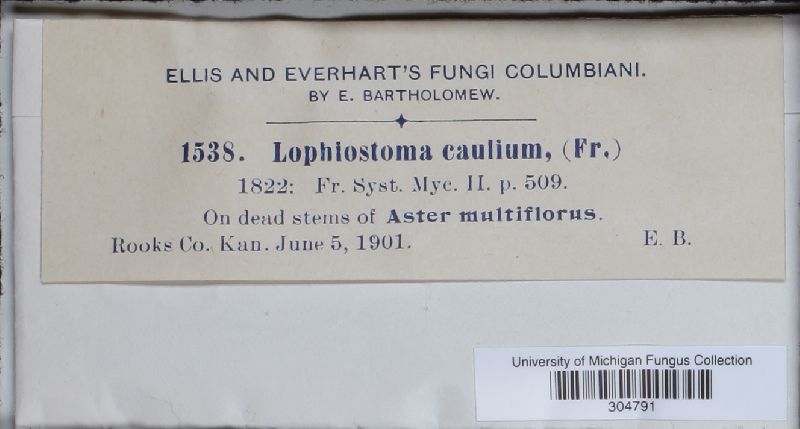 ELLIS AND EVERHART'S FUNGI COLUMBIANI.
BY E. BARTHOLOMEW.
1538. Lophiostoma caulium, (Fr.)
1822: Fr. Syst. Myc. II. p. 509.
On dead stems of Aster multiflorus.
Rooks Co. Kan. June 5, 1901. E. B.
University of Michigan Fungus Collection
304791